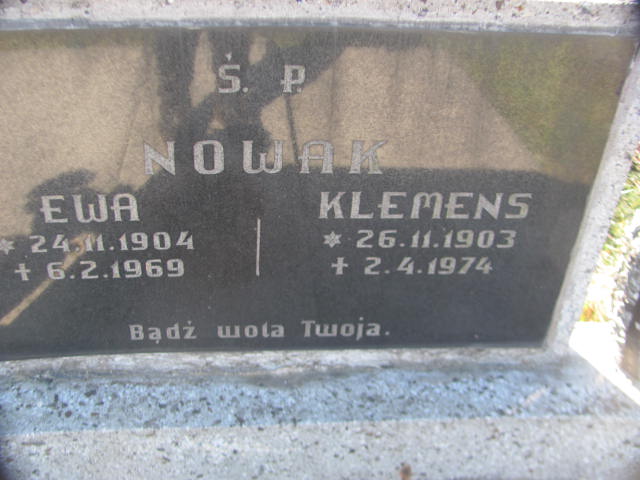 Ś. P.
NOWAK
EWA
* 24.11.1904
+ 6.2.1969
KLEMENS
* 26.11.1903
+ 2.4.1974
Bądź wola Twoja.